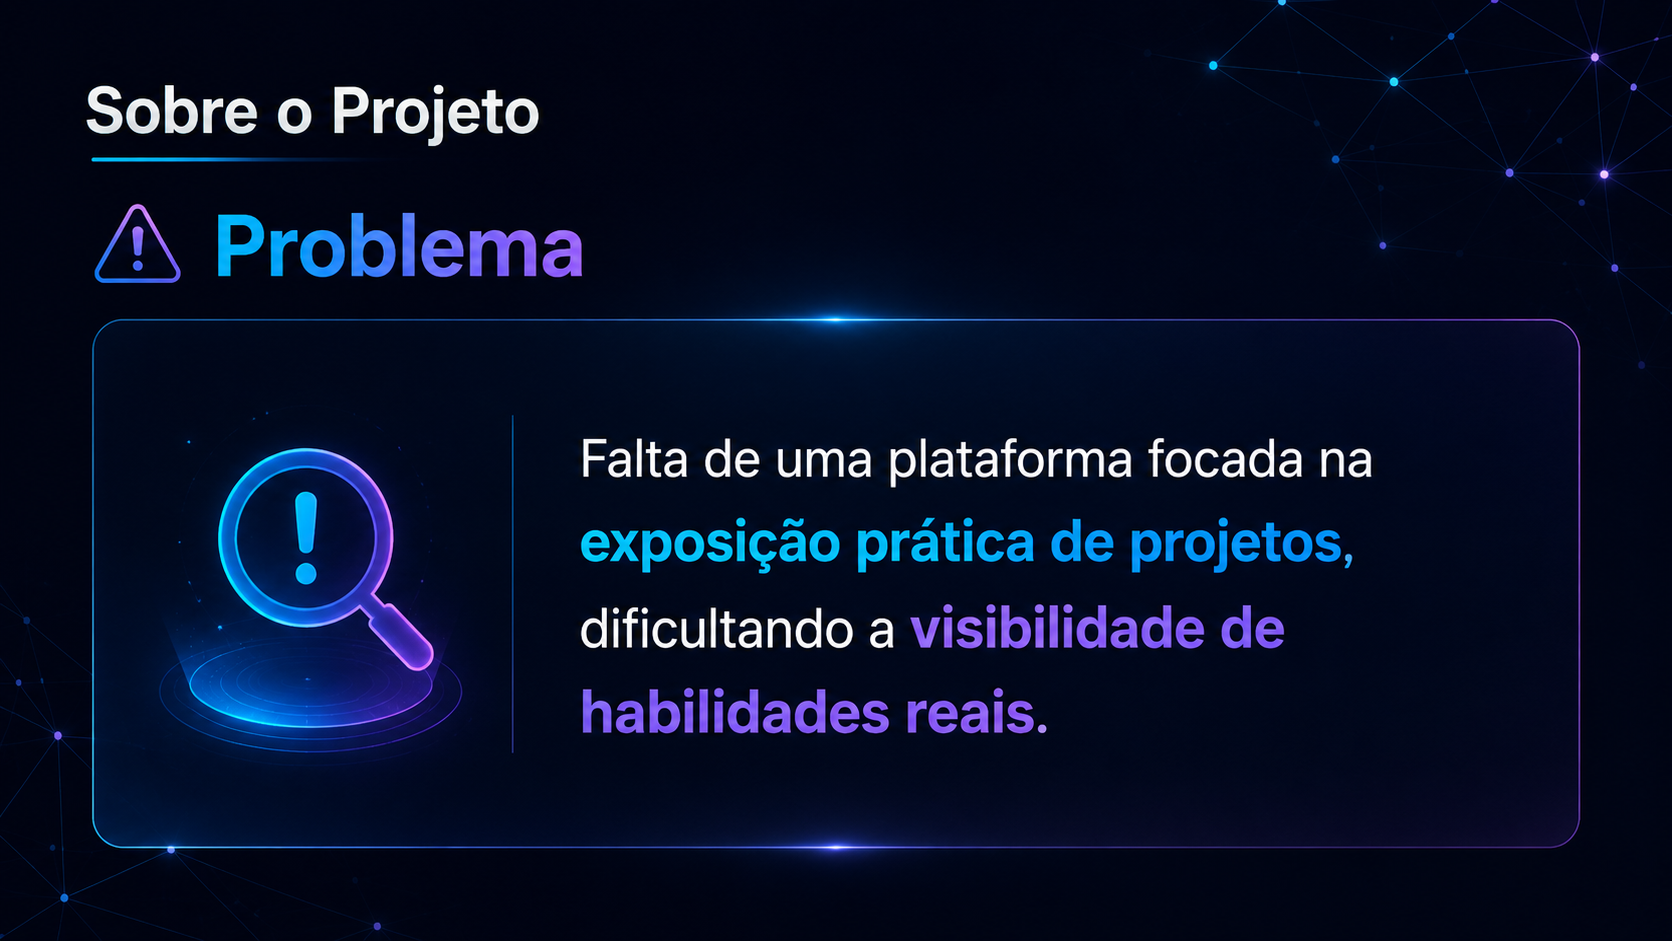 Sobre o Projeto
Problema
Falta de uma plataforma focada na
exposição prática de projetos,
dificultando a visibilidade de
habilidades reais.